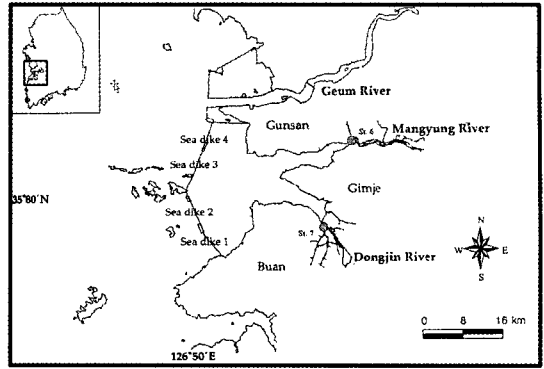 Geum River
Gunsan
St. 6
Mangyung River
Sea dike 4
Sea dike 3
Gimje
35°80´N
Sea dike 2
Sea dike 1
St. 7
Dongjin River
Buan
N
W
E
S
0 8 16 km
126°50´E